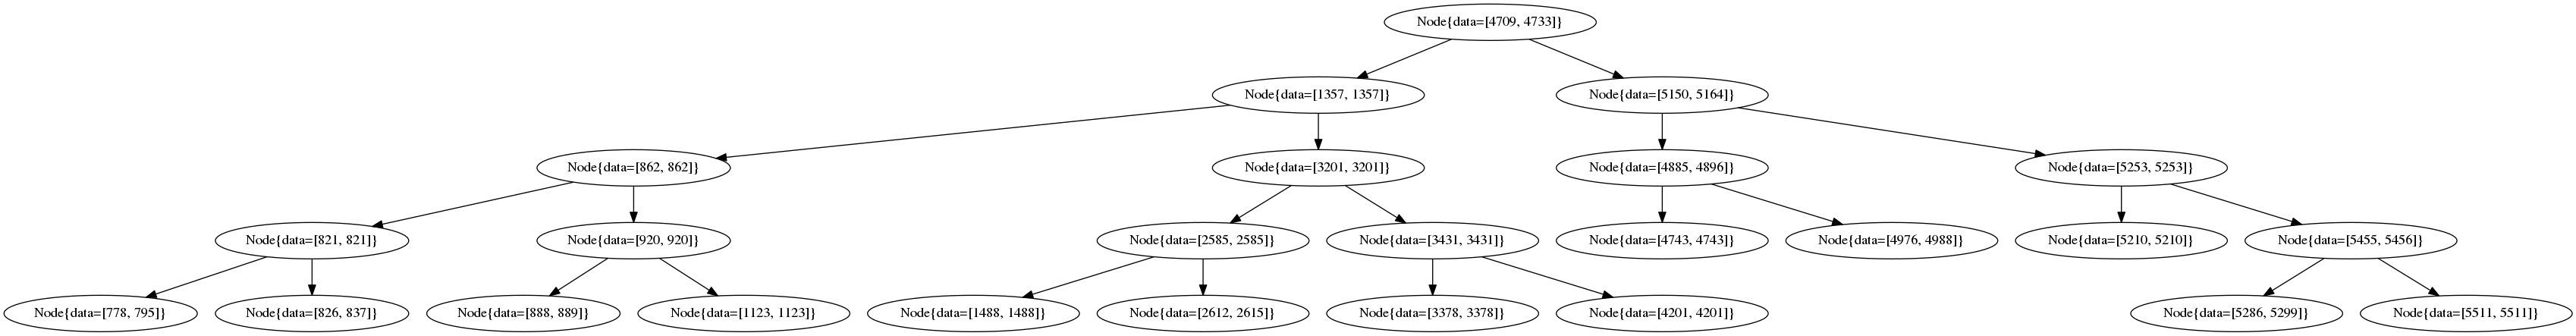 Node{data=[4709, 4733]}
Node{data=[1357, 1357]}
Node{data=[5150, 5164]}
Node{data=[862, 862]}
Node{data=[3201, 3201]}
Node{data=[4885, 4896]}
Node{data=[5253, 5253]}
Node{data=[821, 821]}
Node{data=[920, 920]}
Node{data=[2585, 2585]}
Node{data=[3431, 3431]}
Node{data=[4743, 4743]}
Node{data=[4976, 4988]}
Node{data=[5210, 5210]}
Node{data=[5455, 5456]}
Node{data=[778, 795]}
Node{data=[826, 837]}
Node{data=[888, 889]}
Node{data=[1123, 1123]}
Node{data=[1488, 1488]}
Node{data=[2612, 2615]}
Node{data=[3378, 3378]}
Node{data=[4201, 4201]}
Node{data=[5286, 5299]}
Node{data=[5511, 5511]}